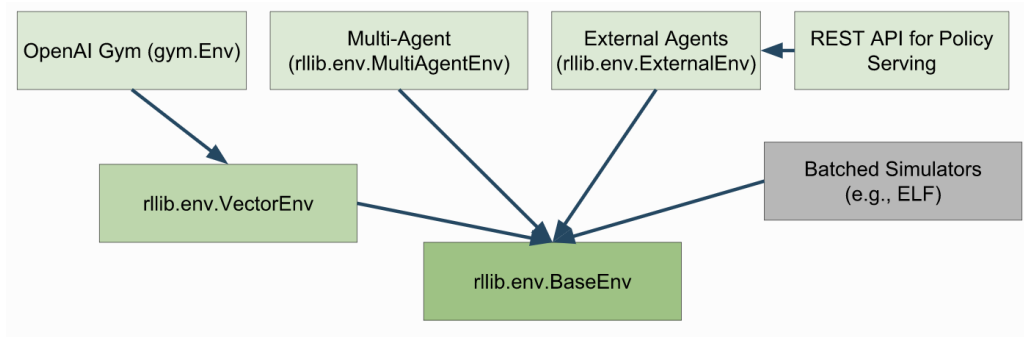 OpenAI Gym (gym.Env)
Multi-Agent
(rllib.env.MultiAgentEnv)
External Agents
(rllib.env.ExternalEnv)
REST API for Policy
Serving
rllib.env.VectorEnv
Batched Simulators
(e.g., ELF)
rllib.env.BaseEnv